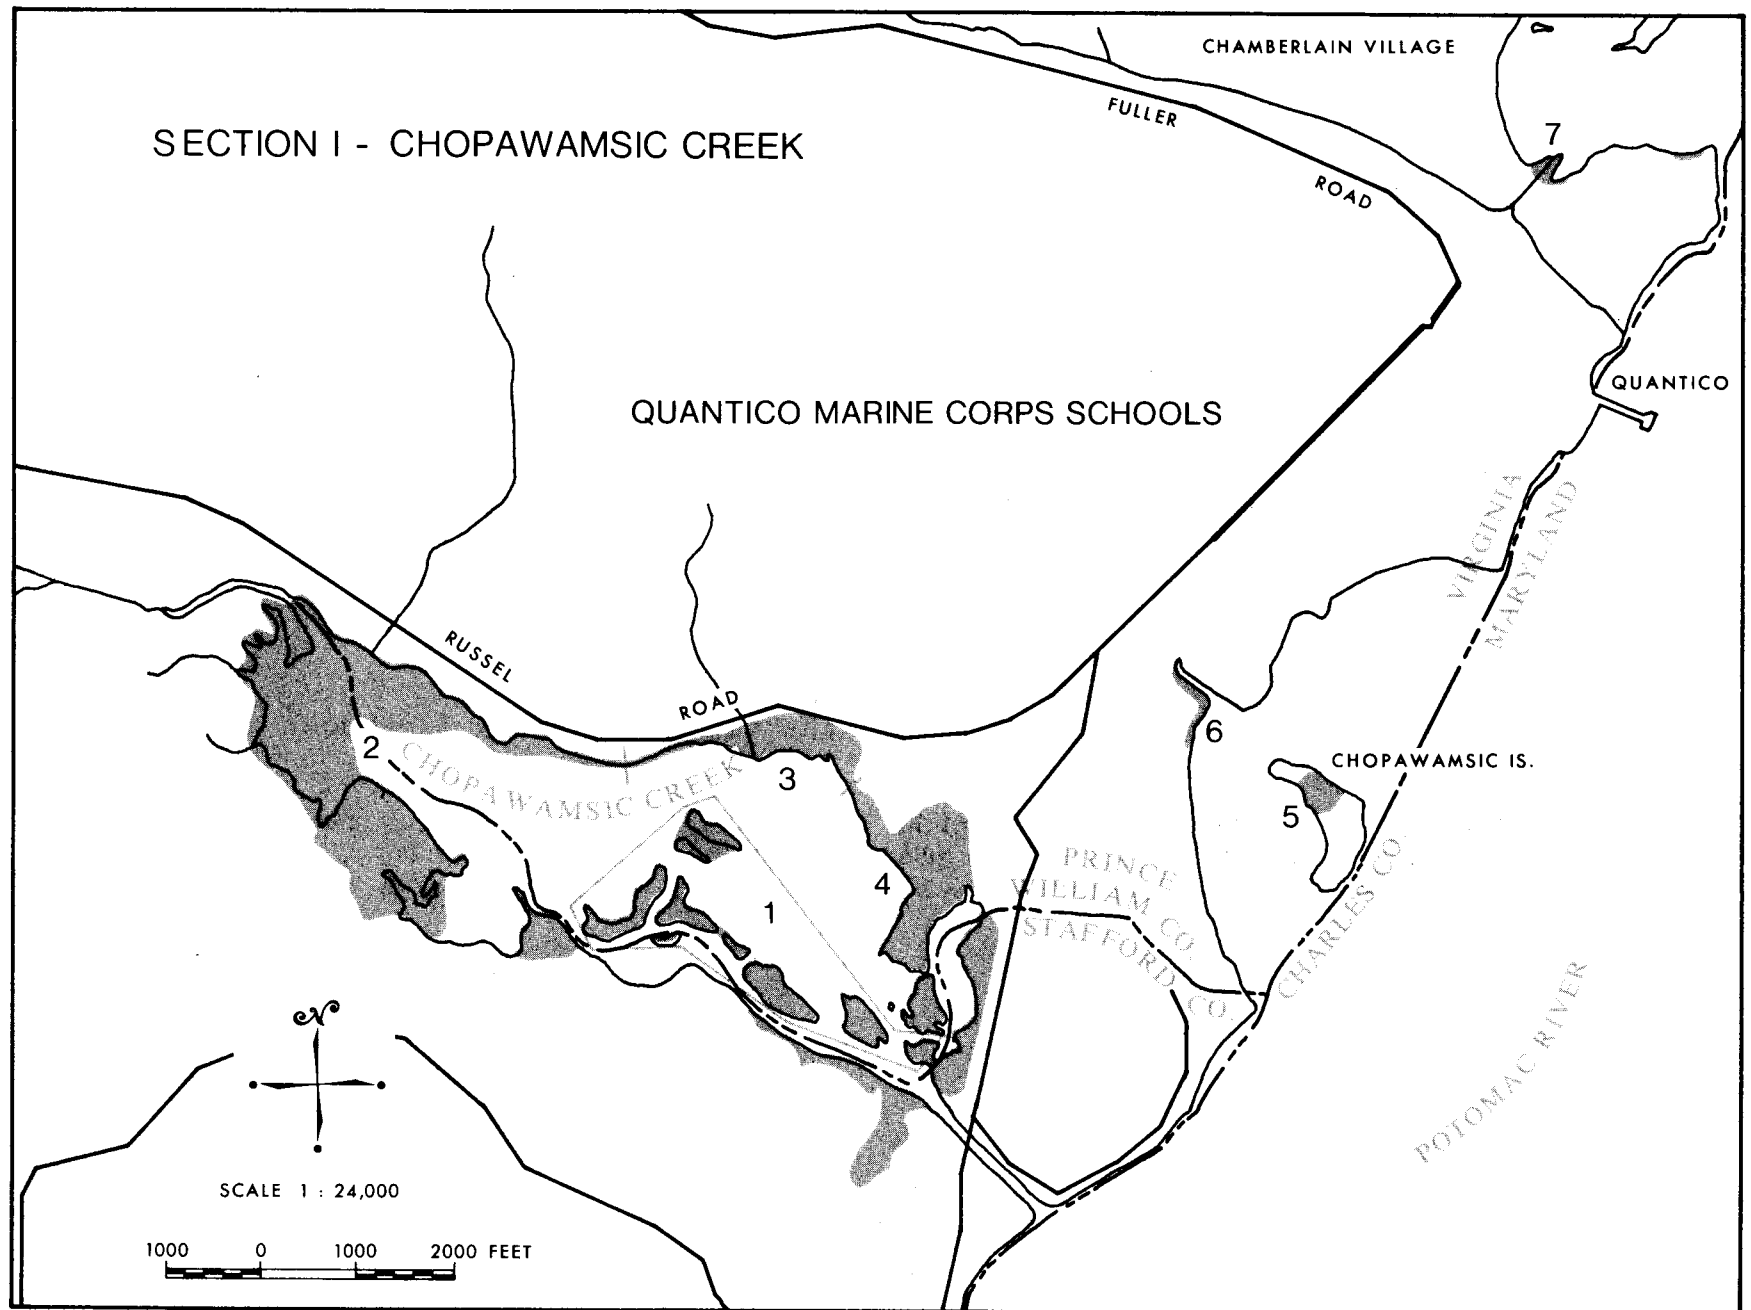 CHAMBERLAIN VILLAGE
FULLER
ROAD
SECTION I - CHOPAWAMSIC CREEK
7
QUANTICO
QUANTICO MARINE CORPS SCHOOLS
VIRGINIA
MARYLAND
RUSSEL
ROAD
2
CHOPAWAMSIC CREEK
3
6
CHOPAWAMSIC IS.
5
4
1
PRINCE
WILLIAM CO.
STAFFORD CO.
CHARLES CO.
POTOMAC RIVER
N
SCALE 1 : 24,000
1000 0 1000 2000 FEET